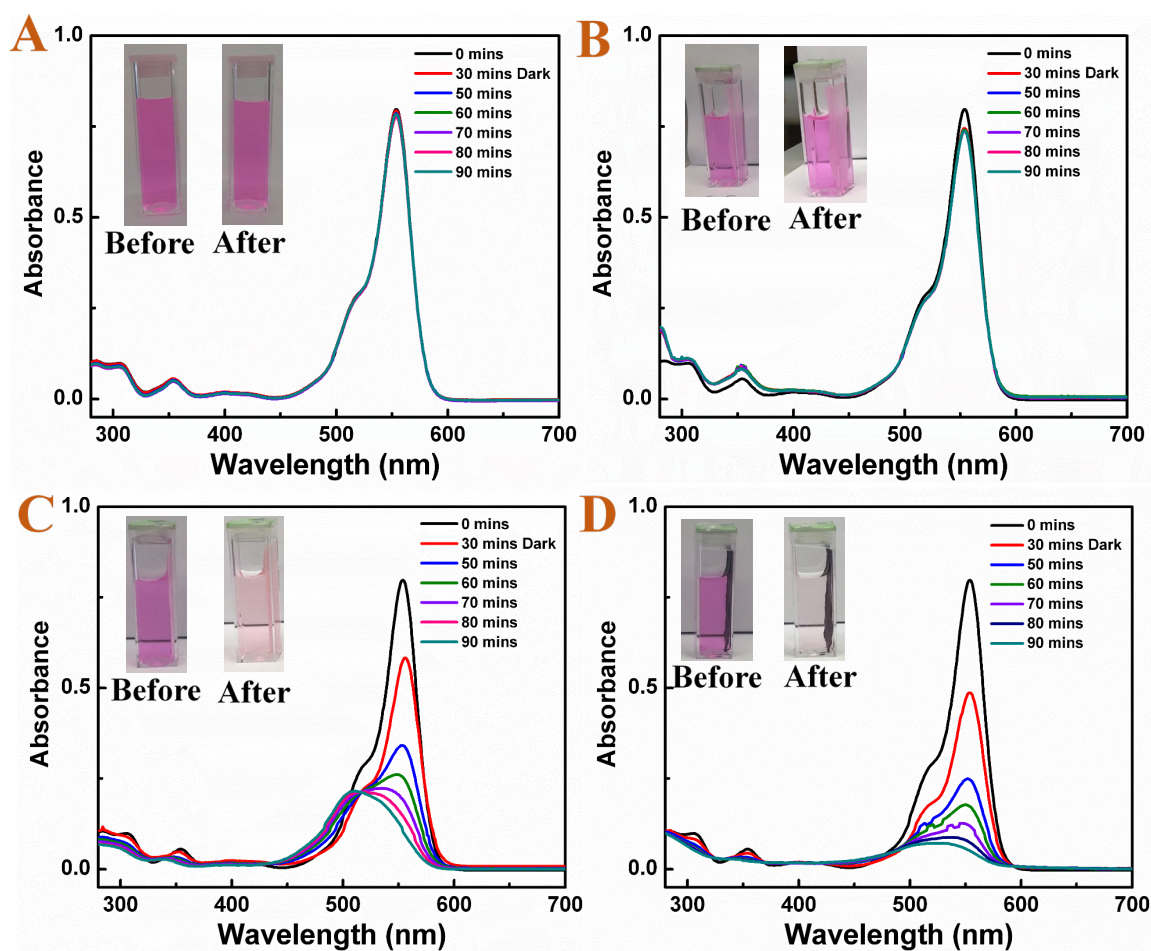 A
1.0
0.5
0.0
Absorbance
300 400 500 600 700
Wavelength (nm)
Before After
0 mins
30 mins Dark
50 mins
60 mins
70 mins
80 mins
90 mins
B
1.0
0.5
0.0
Absorbance
300 400 500 600 700
Wavelength (nm)
Before After
0 mins
30 mins Dark
50 mins
60 mins
70 mins
80 mins
90 mins
C
1.0
0.5
0.0
Absorbance
300 400 500 600 700
Wavelength (nm)
Before After
0 mins
30 mins Dark
50 mins
60 mins
70 mins
80 mins
90 mins
D
1.0
0.5
0.0
Absorbance
300 400 500 600 700
Wavelength (nm)
Before After
0 mins
30 mins Dark
50 mins
60 mins
70 mins
80 mins
90 mins